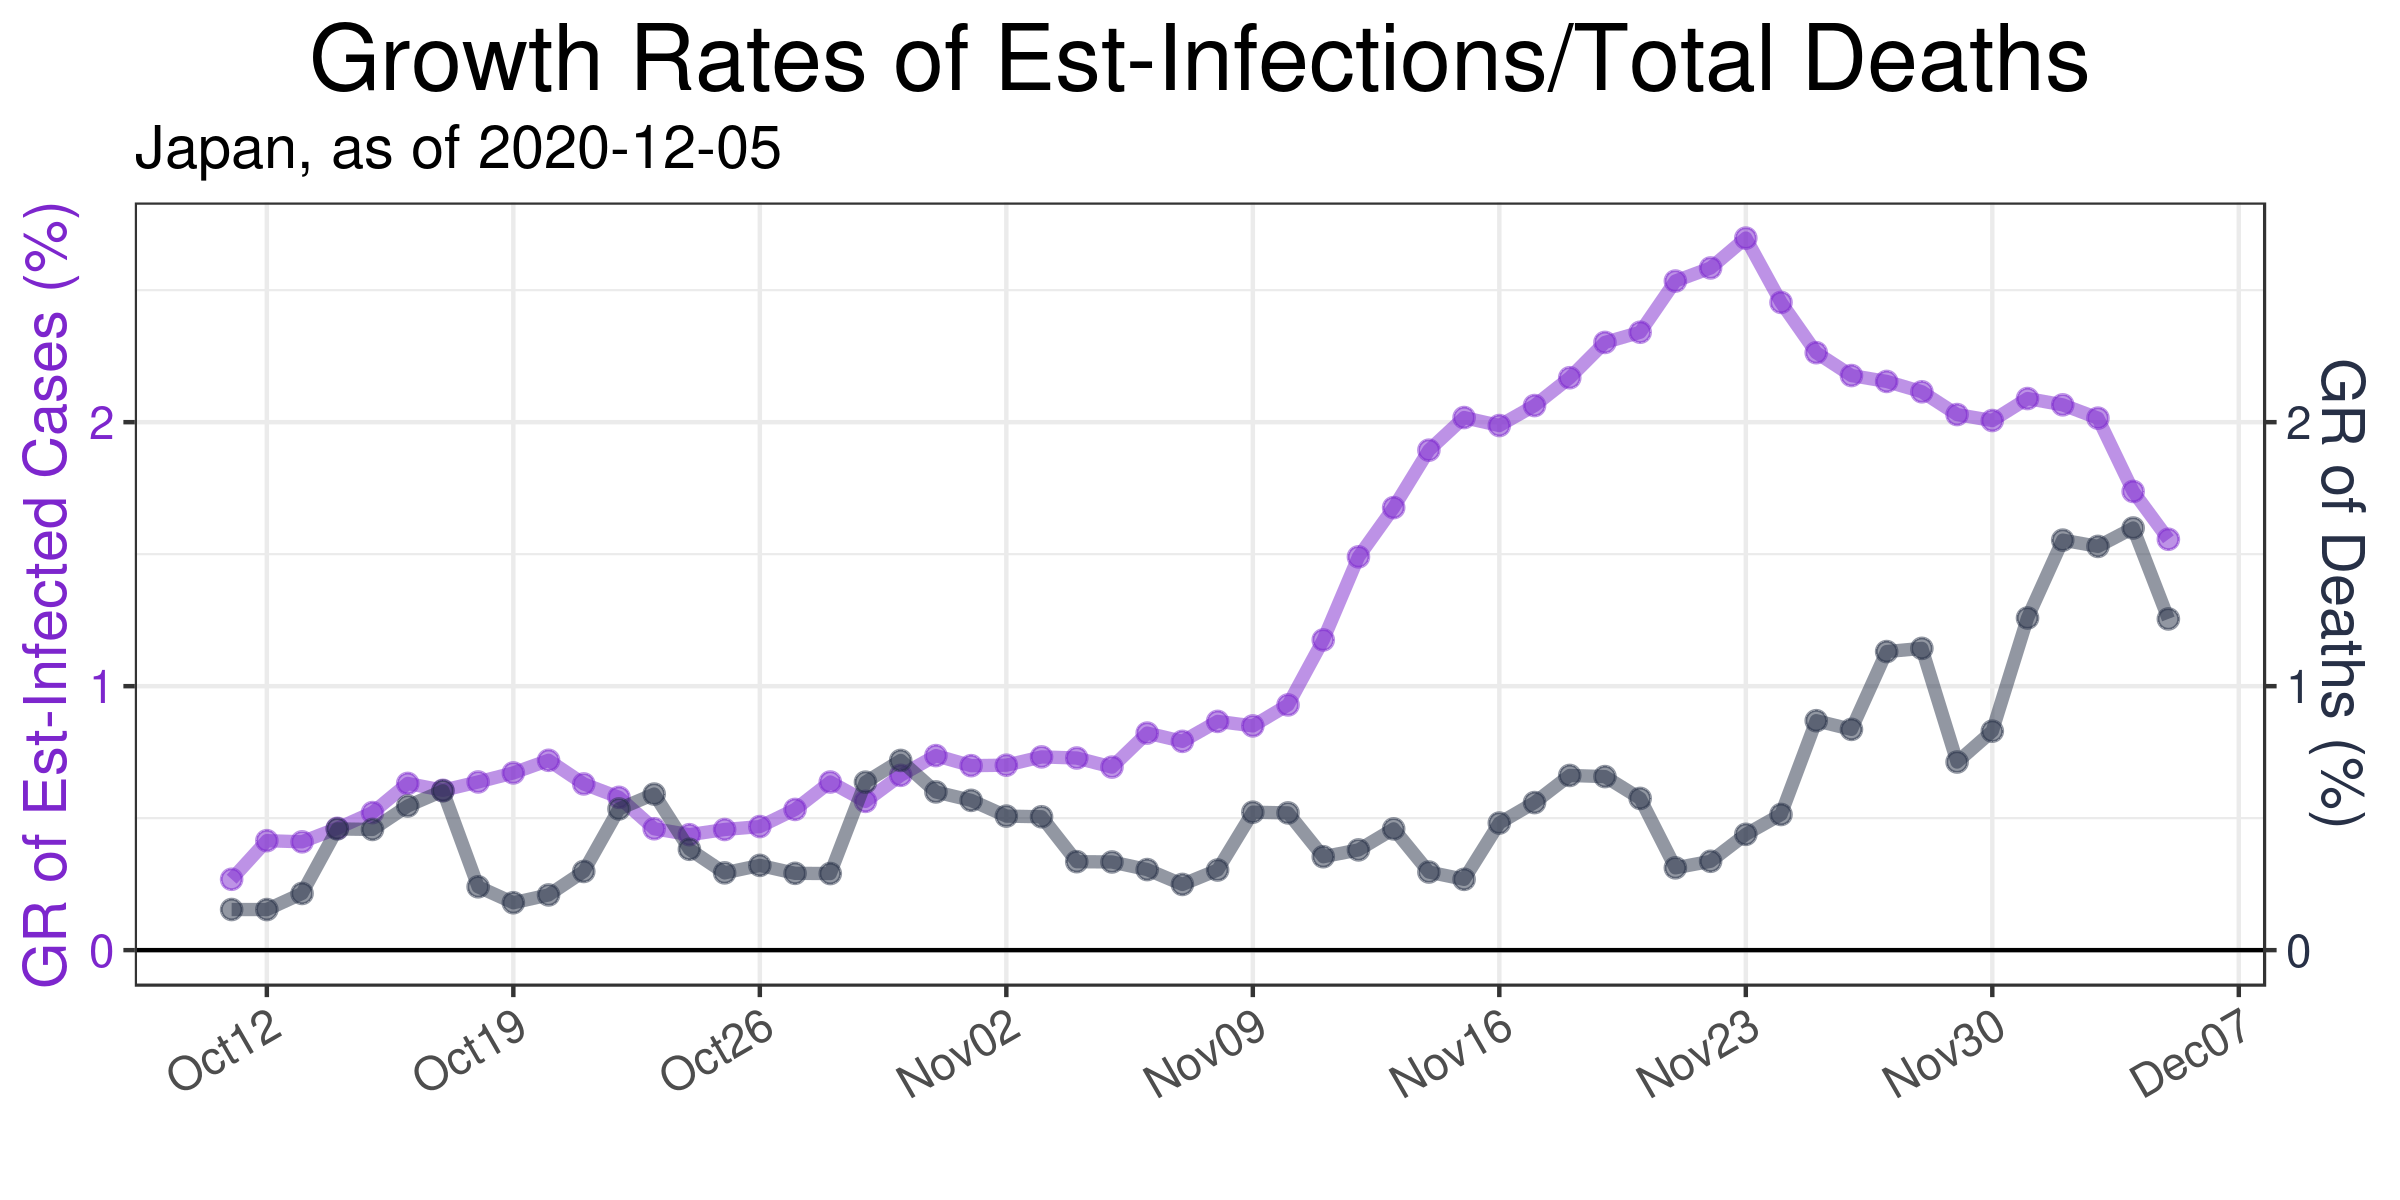 Growth Rates of Est-Infections/Total Deaths
Japan, as of 2020-12-05
GR of Est-Infected Cases (%)
2
1
0
2
1
0
GR of Deaths (%)
Oct12
Oct19
Oct26
Nov02
Nov09
Nov16
Nov23
Nov30
Dec07